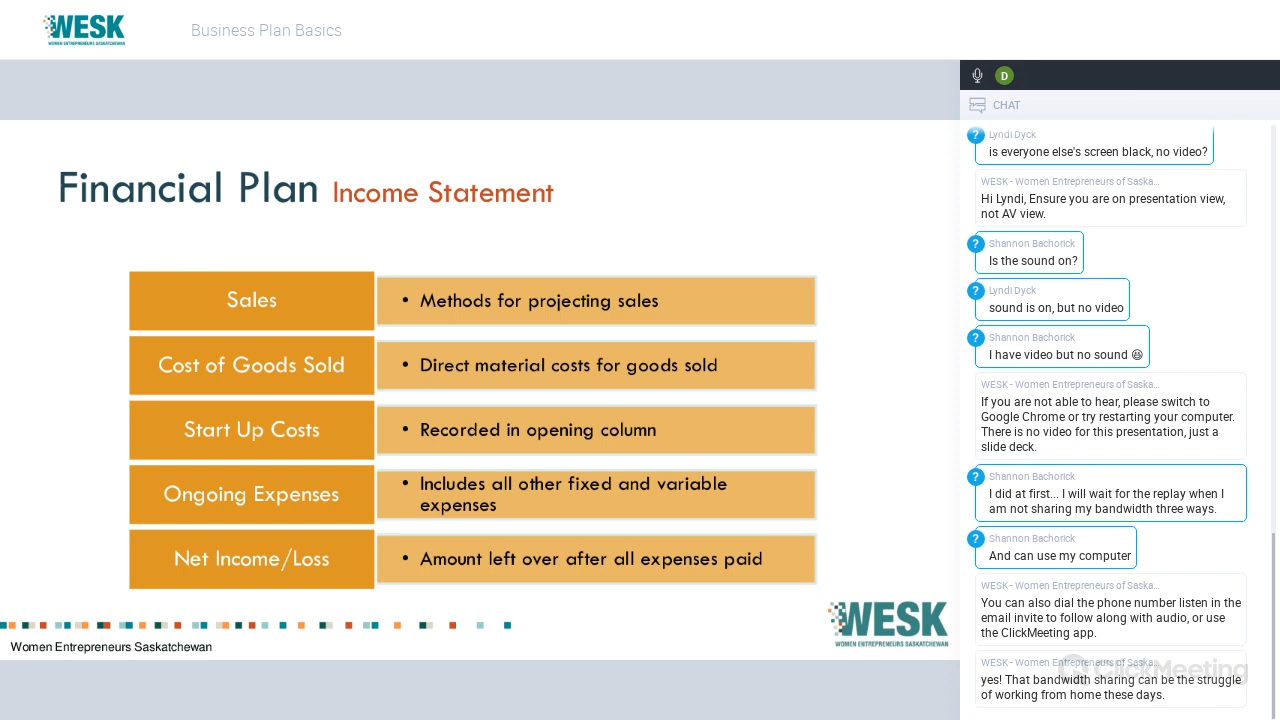 WESK
WOMEN ENTREPRENEURS SASKATCHEWAN
Business Plan Basics
D
CHAT
Financial Plan Income Statement
Sales
• Methods for projecting sales
Cost of Goods Sold
• Direct material costs for goods sold
Start Up Costs
• Recorded in opening column
Ongoing Expenses
• Includes all other fixed and variable
expenses
Net Income/Loss
• Amount left over after all expenses paid
WESK
WOMEN ENTREPRENEURS SASKATCHEWAN
Women Entrepreneurs Saskatchewan
? Lyndi Dyck
is everyone else's screen black, no video?
WESK - Women Entrepreneurs of Saska...
Hi Lyndi, Ensure you are on presentation view,
not AV view.
? Shannon Bachorick
Is the sound on?
? Lyndi Dyck
sound is on, but no video
? Shannon Bachorick
I have video but no sound 😆
WESK - Women Entrepreneurs of Saska...
If you are not able to hear, please switch to
Google Chrome or try restarting your computer.
There is no video for this presentation, just a
slide deck.
? Shannon Bachorick
I did at first... I will wait for the replay when I
am not sharing my bandwidth three ways.
? Shannon Bachorick
And can use my computer
WESK - Women Entrepreneurs of Saska...
You can also dial the phone number listen in the
email invite to follow along with audio, or use
the ClickMeeting app.
WESK - Women Entrepreneurs of Saska...
yes! That bandwidth sharing can be the struggle
of working from home these days.
ClickMeeting